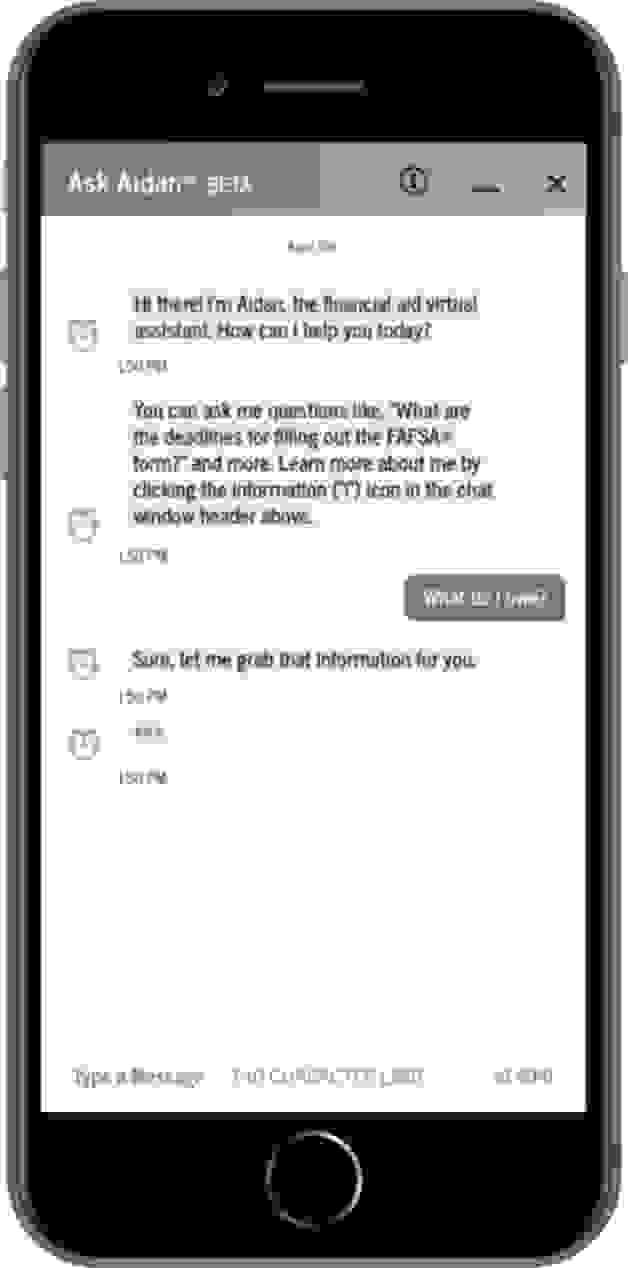 Ask Aidan™ BETA
Hi there! I'm Aidan, the financial aid virtual
assistant. How can I help you today?
1:50 PM
You can ask me questions like, "What are
the deadlines for filling out the FAFSA®
form?" and more. Learn more about me by
clicking the information ("i") icon in the chat
window header above.
1:50 PM
What do I owe?
Sure, let me grab that information for you.
1:50 PM
1:50 PM
Type a Message CHARACTER LIMIT